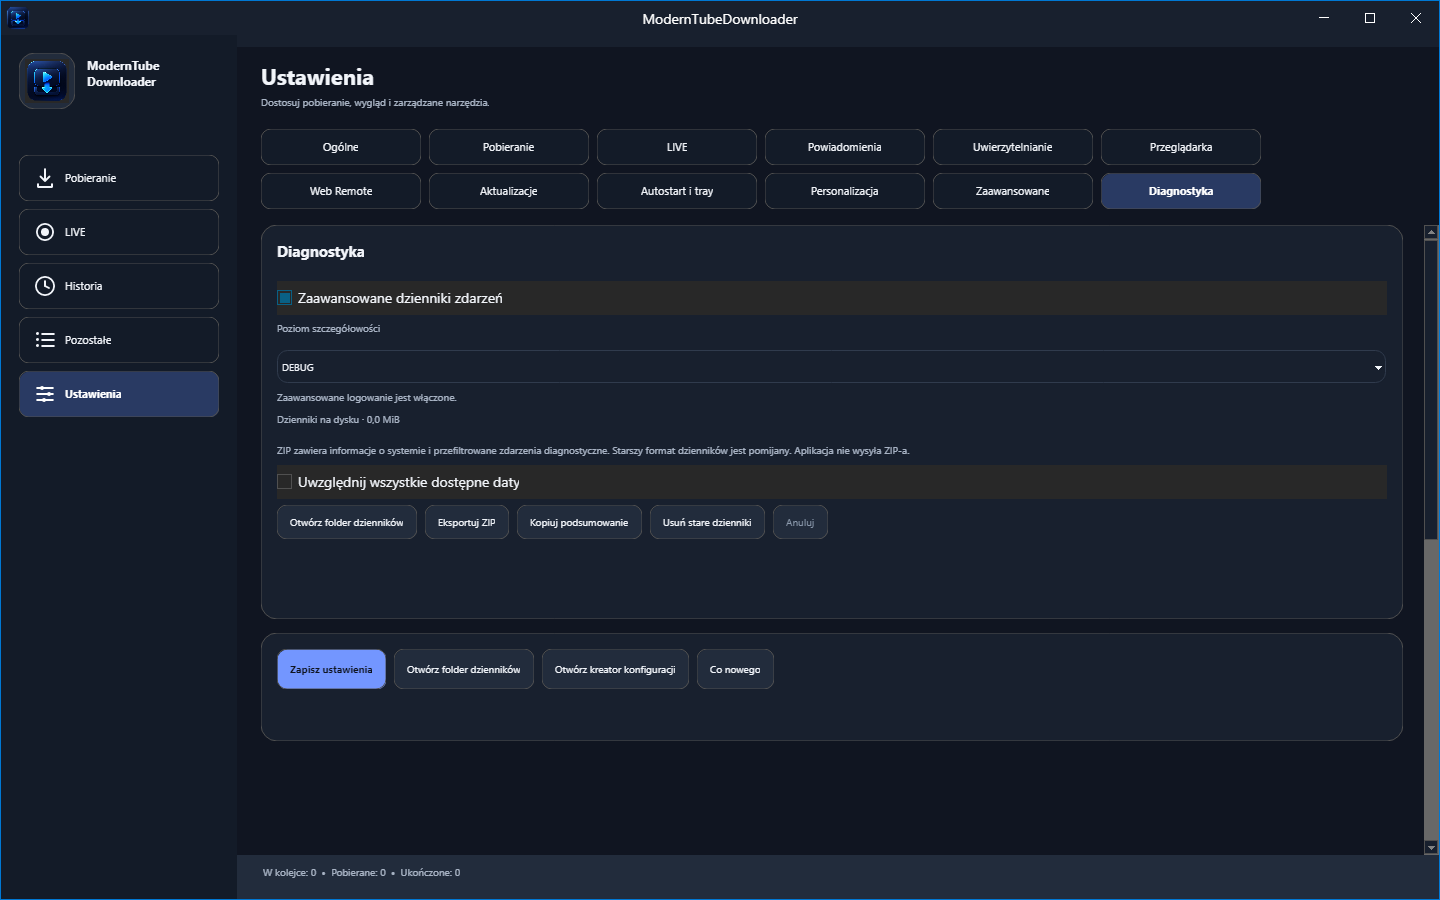 ModernTubeDownloader
ModernTube
Downloader
Pobieranie
LIVE
Historia
Pozostałe
Ustawienia
Ustawienia
Dostosuj pobieranie, wygląd i zarządzane narzędzia.
Ogólne
Pobieranie
LIVE
Powiadomienia
Uwierzytelnianie
Przeglądarka
Web Remote
Aktualizacje
Autostart i tray
Personalizacja
Zaawansowane
Diagnostyka
Diagnostyka
Zaawansowane dzienniki zdarzeń
Poziom szczegółowości
DEBUG
Zaawansowane logowanie jest włączone.
Dzienniki na dysku · 0,0 MiB
ZIP zawiera informacje o systemie i przefiltrowane zdarzenia diagnostyczne. Starszy format dzienników jest pomijany. Aplikacja nie wysyła ZIP-a.
Uwzględnij wszystkie dostępne daty
Otwórz folder dzienników
Eksportuj ZIP
Kopiuj podsumowanie
Usuń stare dzienniki
Anuluj
Zapisz ustawienia
Otwórz folder dzienników
Otwórz kreator konfiguracji
Co nowego
W kolejce: 0 • Pobierane: 0 • Ukończone: 0